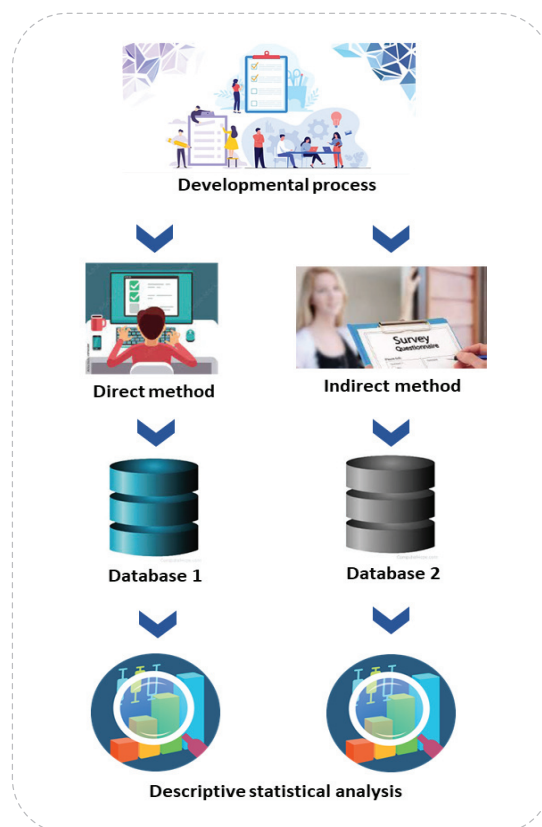 Developmental process
Survey
Questionnaire
Direct method
Indirect method
Database 1
Database 2
Descriptive statistical analysis